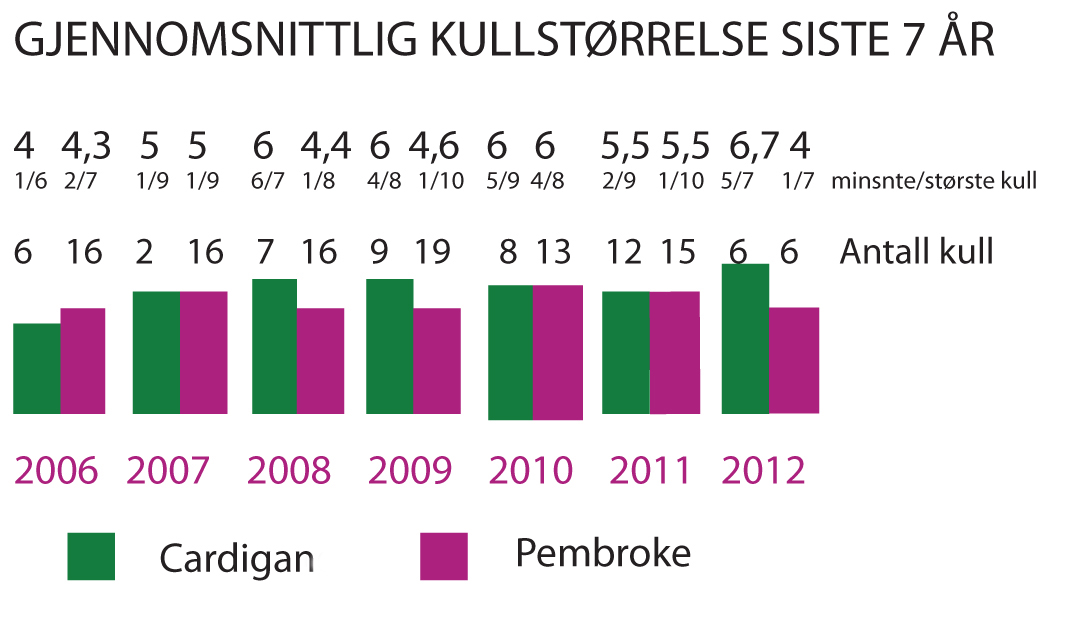 GJENNOMSNITTLIG KULLSTØRRELSE SISTE 7 ÅR
4 4,3 5 5 6 4,4 6 4,6 6 6 5,5 5,5 6,7 4
1/6 2/7 1/9 1/9 6/7 1/8 4/8 1/10 5/9 4/8 2/9 1/10 5/7 1/7 minsnte/største kull
6 16 2 16 7 16 9 19 8 13 12 15 6 6 Antall kull
2006 2007 2008 2009 2010 2011 2012
Cardigan Pembroke